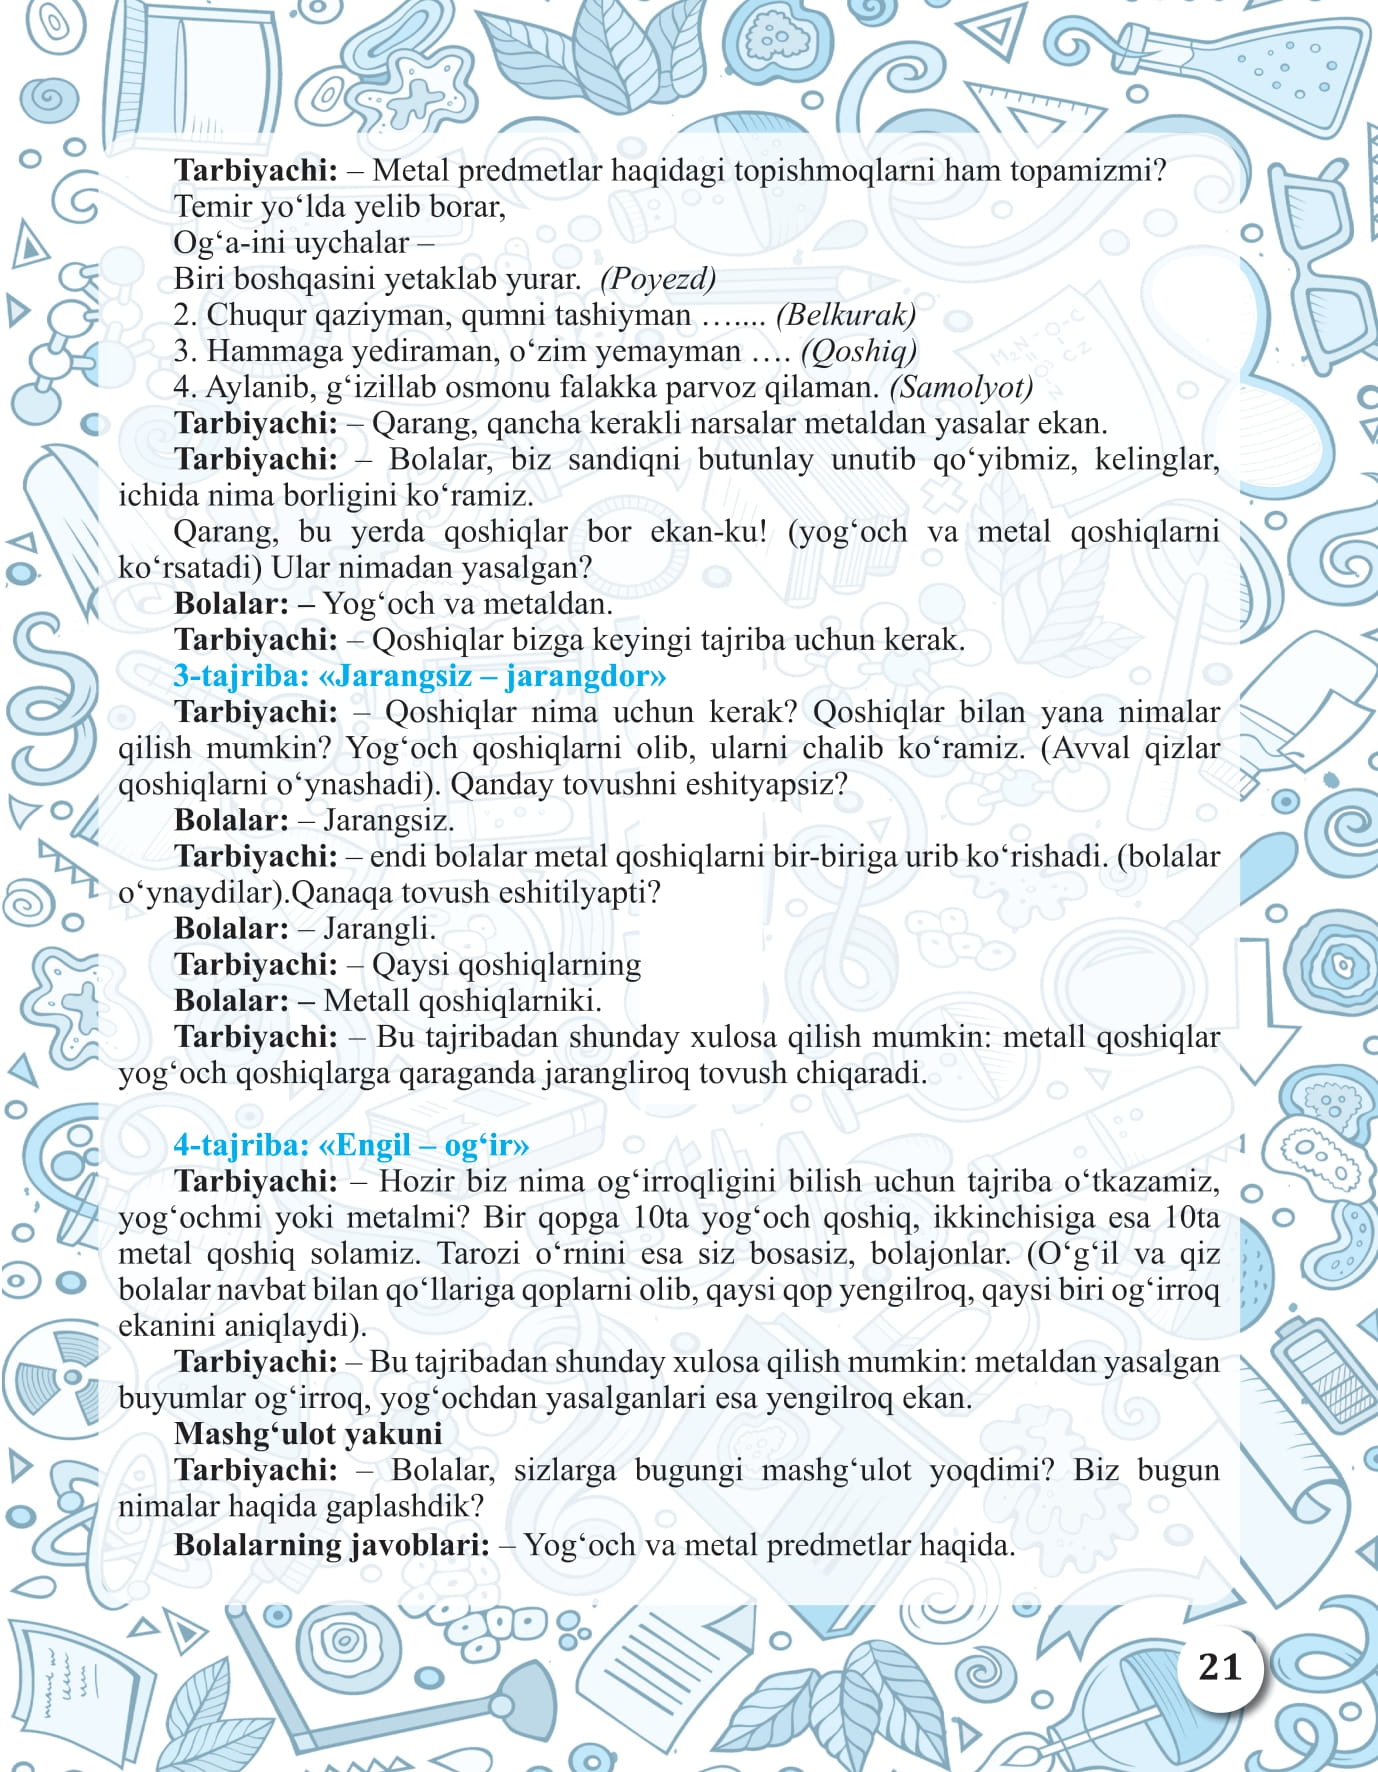 Tarbiyachi: – Metal predmetlar haqidagi topishmoqlarni ham topamizmi?
Temir yo‘lda yelib borar,
Og‘a-ini uychalar –
Biri boshqasini yetaklab yurar. (Poyezd)
2. Chuqur qaziyman, qumni tashiyman ....... (Belkurak)
3. Hammaga yediraman, o‘zim yemayman .... (Qoshiq)
4. Aylanib, g‘izillab osmonu falakka parvoz qilaman. (Samolyot)
Tarbiyachi: – Qarang, qancha kerakli narsalar metaldan yasalar ekan.
Tarbiyachi: – Bolalar, biz sandiqni butunlay unutib qo‘yibmiz, kelinglar,
ichida nima borligini ko‘ramiz.
Qarang, bu yerda qoshiqlar bor ekan-ku! (yog‘och va metal qoshiqlarni
ko‘rsatadi) Ular nimadan yasalgan?
Bolalar: – Yog‘och va metaldan.
Tarbiyachi: – Qoshiqlar bizga keyingi tajriba uchun kerak.
3-tajriba: «Jarangsiz – jarangdor»
Tarbiyachi: – Qoshiqlar nima uchun kerak? Qoshiqlar bilan yana nimalar
qilish mumkin? Yog‘och qoshiqlarni olib, ularni chalib ko‘ramiz. (Avval qizlar
qoshiqlarni o‘ynashadi). Qanday tovushni eshityapsiz?
Bolalar: – Jarangsiz.
Tarbiyachi: – endi bolalar metal qoshiqlarni bir-biriga urib ko‘rishadi. (bolalar
o‘ynaydilar).Qanaqa tovush eshitilyapti?
Bolalar: – Jarangli.
Tarbiyachi: – Qaysi qoshiqlarning
Bolalar: – Metall qoshiqlarniki.
Tarbiyachi: – Bu tajribadan shunday xulosa qilish mumkin: metall qoshiqlar
yog‘och qoshiqlarga qaraganda jarangliroq tovush chiqaradi.
4-tajriba: «Engil – og‘ir»
Tarbiyachi: – Hozir biz nima og‘irroqligini bilish uchun tajriba o‘tkazamiz,
yog‘ochmi yoki metalmi? Bir qopga 10ta yog‘och qoshiq, ikkinchisiga esa 10ta
metal qoshiq solamiz. Tarozi o‘rnini esa siz bosasiz, bolajonlar. (O‘g‘il va qiz
bolalar navbat bilan qo‘llariga qoplarni olib, qaysi qop yengilroq, qaysi biri og‘irroq
ekanini aniqlaydi).
Tarbiyachi: – Bu tajribadan shunday xulosa qilish mumkin: metaldan yasalgan
buyumlar og‘irroq, yog‘ochdan yasalganlari esa yengilroq ekan.
Mashg‘ulot yakuni
Tarbiyachi: – Bolalar, sizlarga bugungi mashg‘ulot yoqdimi? Biz bugun
nimalar haqida gaplashdik?
Bolalarning javoblari: – Yog‘och va metal predmetlar haqida.
21